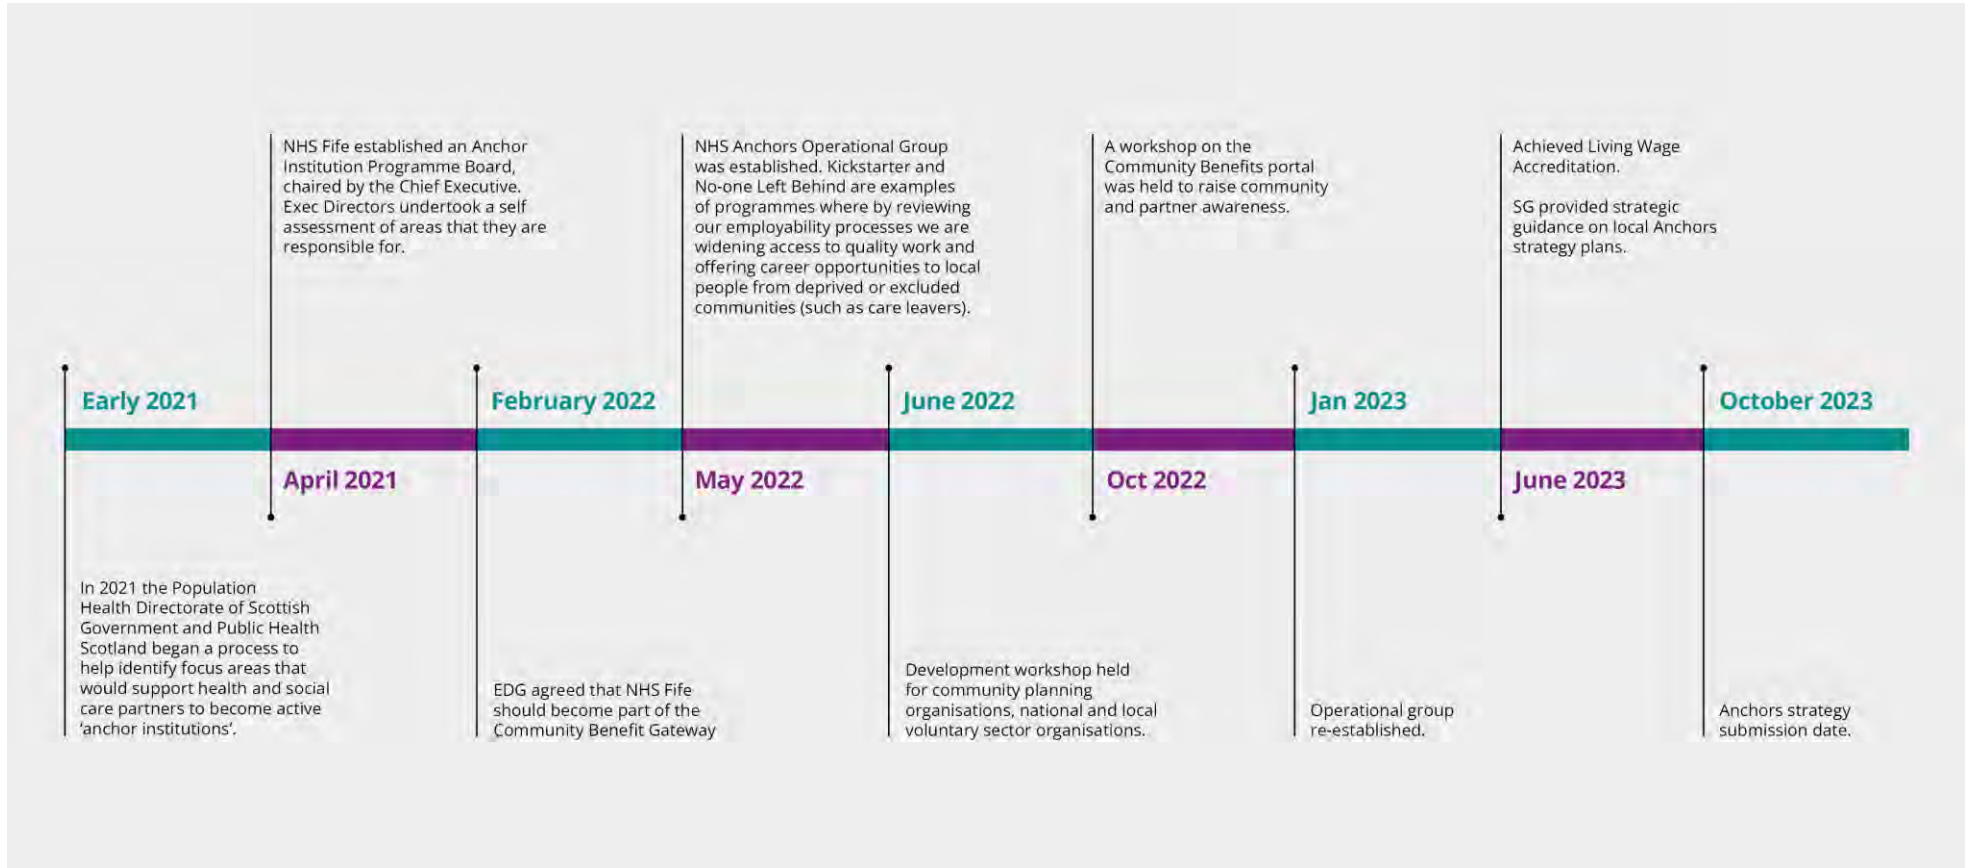 NHS Fife established an Anchor
Institution Programme Board,
chaired by the Chief Executive.
Exec Directors undertook a self
assessment of areas that they are
responsible for.
NHS Anchors Operational Group
was established. Kickstarter and
No-one Left Behind are examples
of programmes where by reviewing
our employability processes we are
widening access to quality work and
offering career opportunities to local
people from deprived or excluded
communities (such as care leavers).
A workshop on the
Community Benefits portal
was held to raise community
and partner awareness.
Achieved Living Wage
Accreditation.
SG provided strategic
guidance on local Anchors
strategy plans.
Early 2021
February 2022
June 2022
Jan 2023
October 2023
April 2021
May 2022
Oct 2022
June 2023
In 2021 the Population
Health Directorate of Scottish
Government and Public Health
Scotland began a process to
help identify focus areas that
would support health and social
care partners to become active
‘anchor institutions’.
EDG agreed that NHS Fife
should become part of the
Community Benefit Gateway
Development workshop held
for community planning
organisations, national and local
voluntary sector organisations.
Operational group
re-established.
Anchors strategy
submission date.